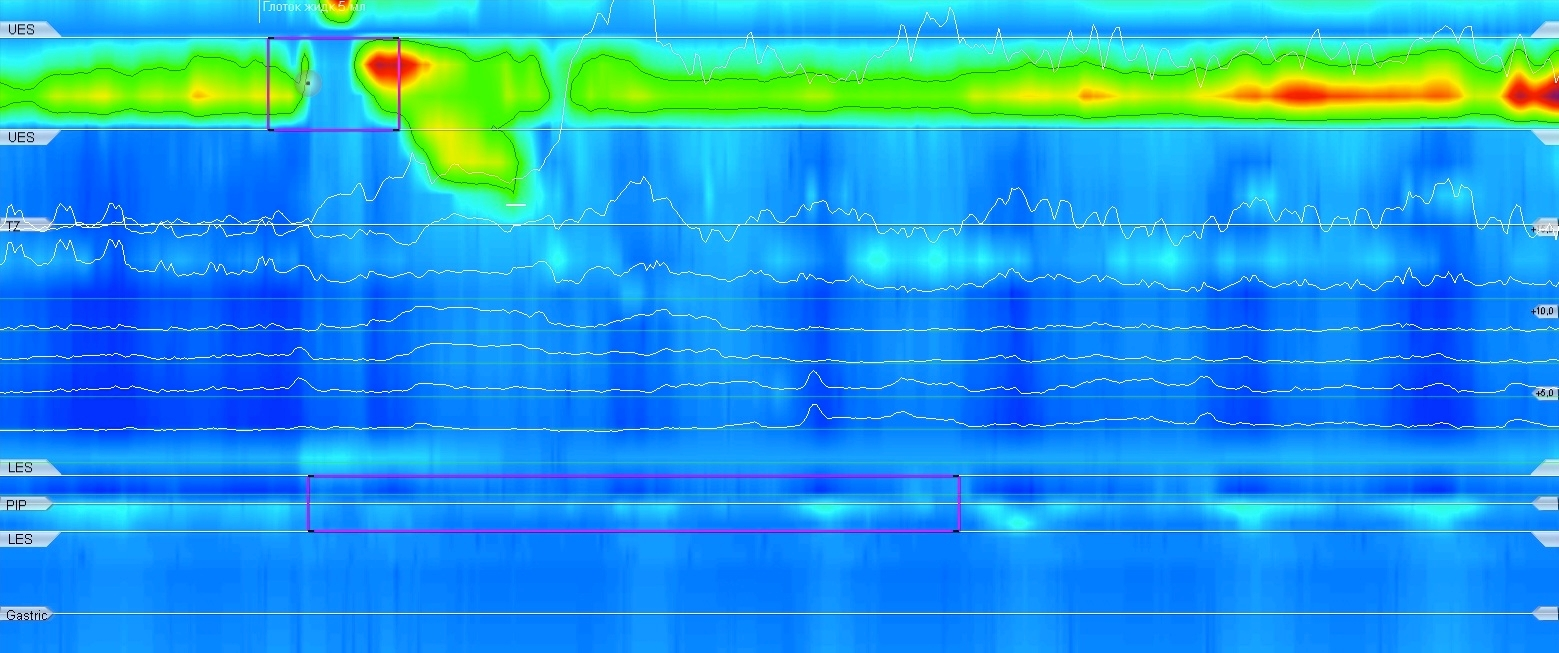 Глоток жидк 5 мл
UES
UES
TZ
+10,0
+5,0
LES
PIP
LES
Gastric